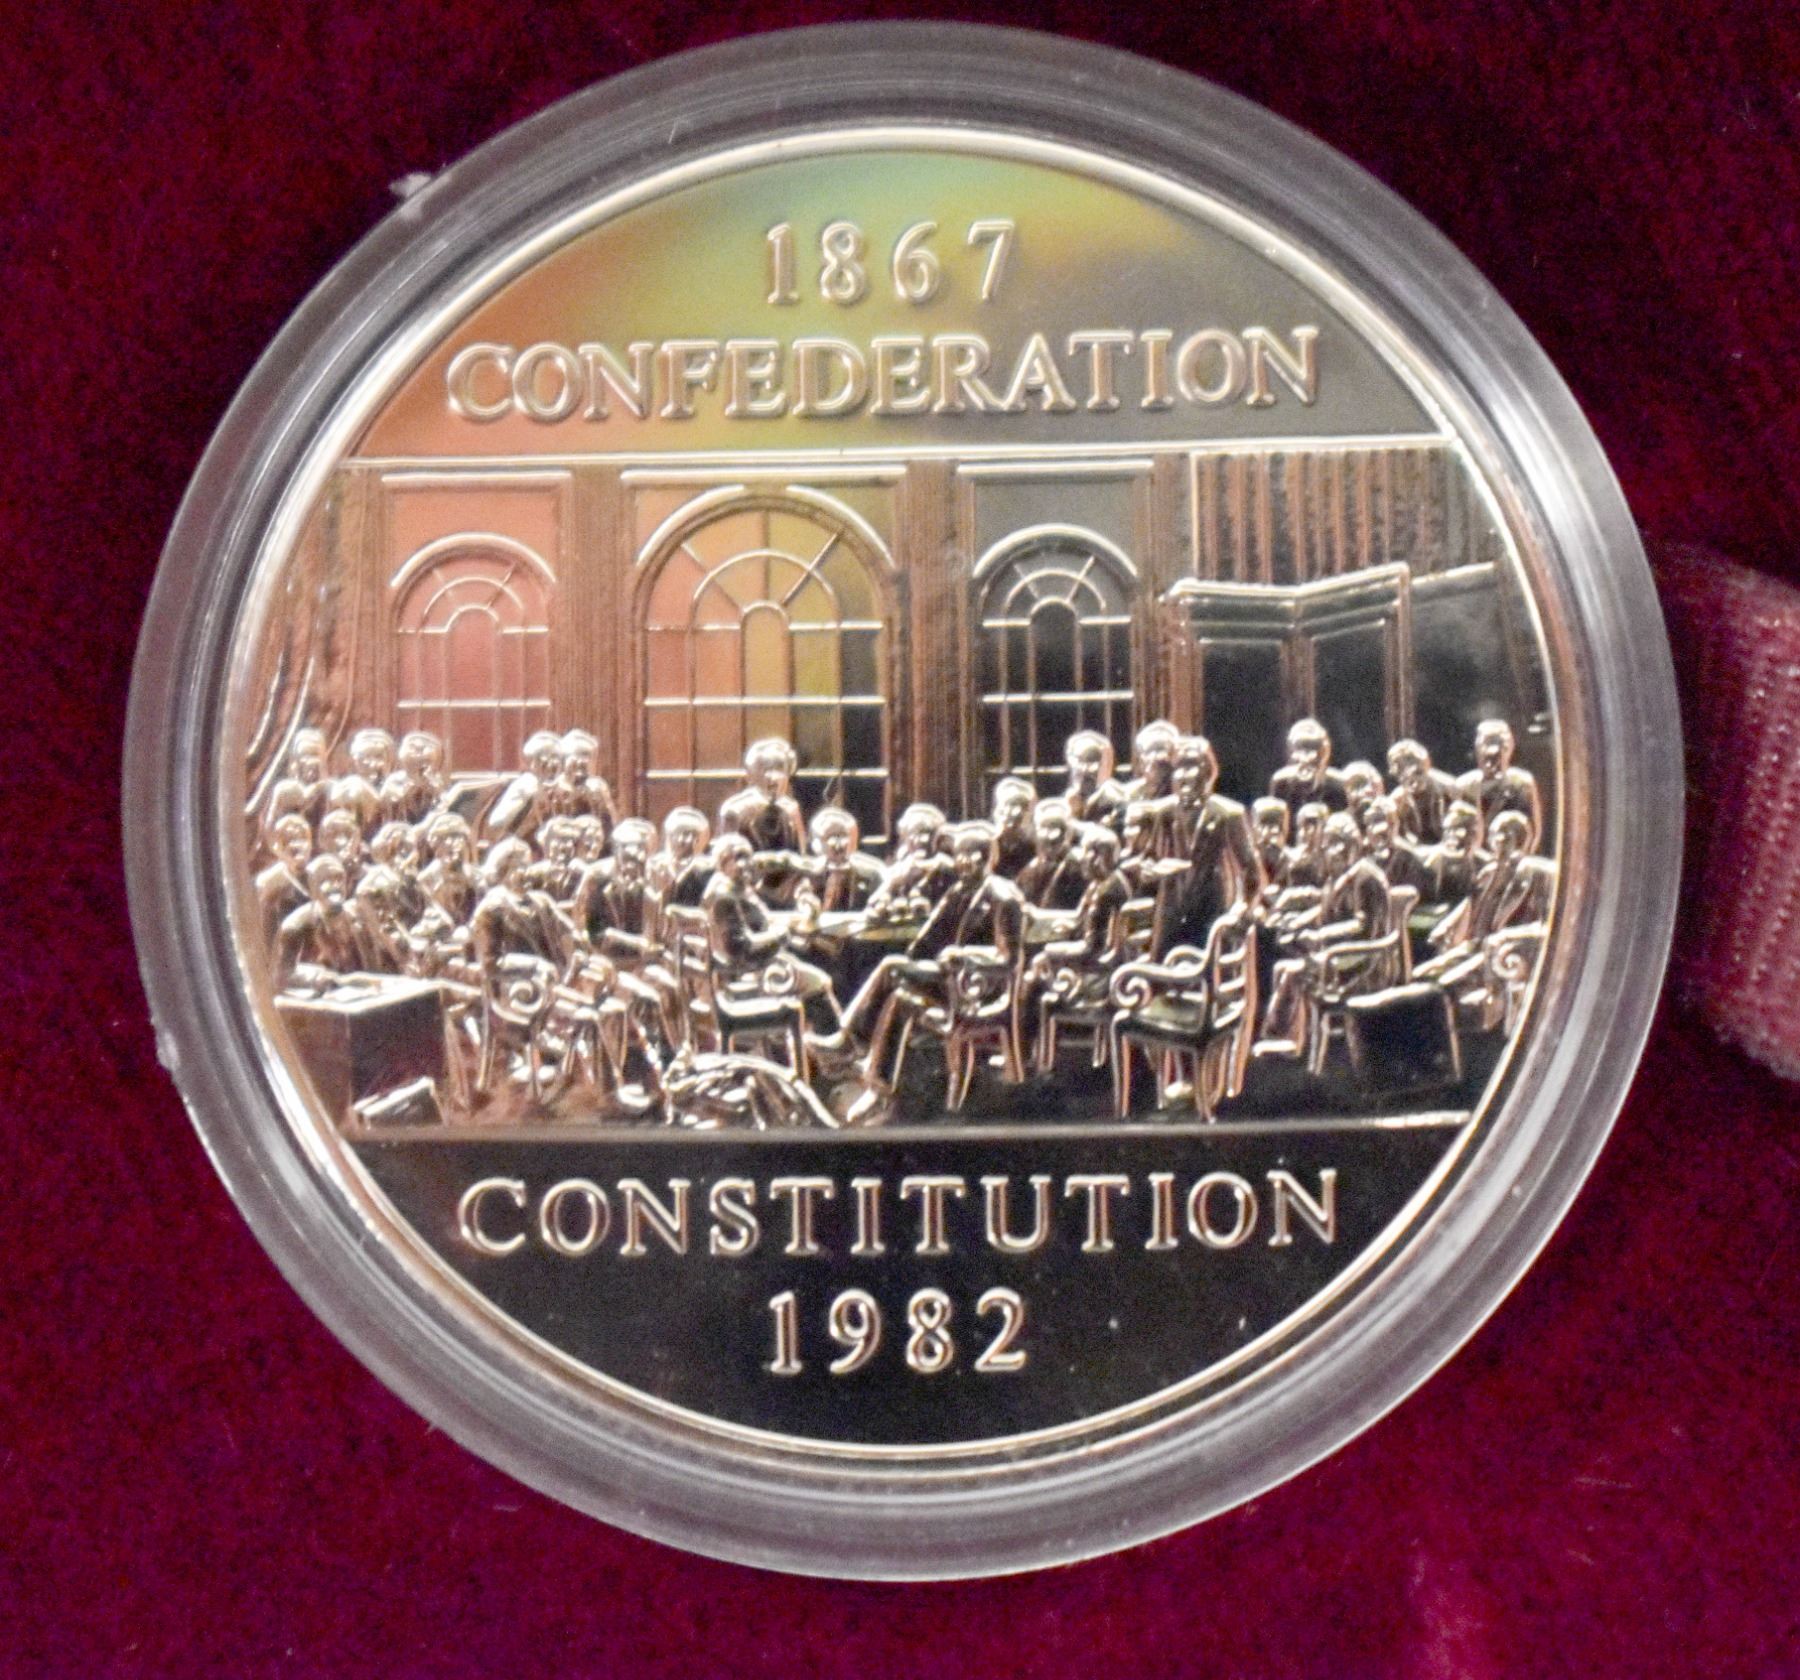 1867
CONFEDERATION
CONSTITUTION
1982